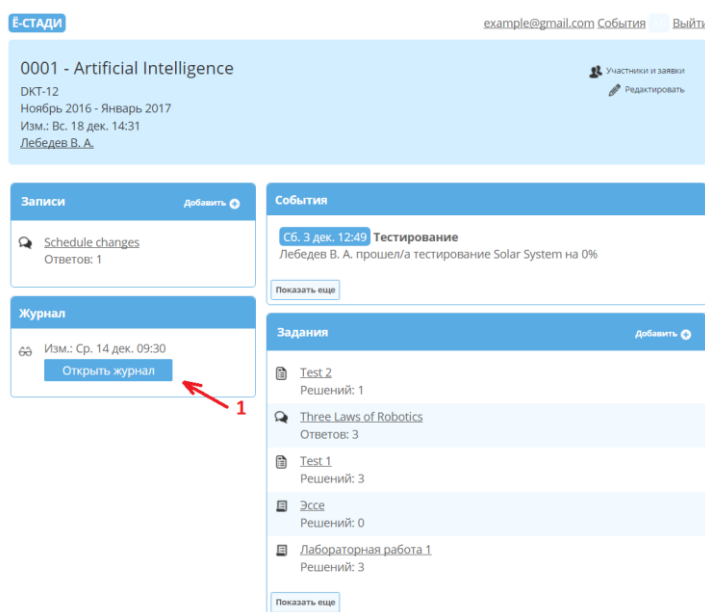 Ё-СТАДИ
example@gmail.com События Выйти
0001 - Artificial Intelligence
DKT-12
Ноябрь 2016 - Январь 2017
Изм.: Вс. 18 дек. 14:31
Лебедев В. А.
Участники и заявки
Редактировать
Записи Добавить
Schedule changes
Ответов: 1
Журнал
Изм.: Ср. 14 дек. 09:30
Открыть журнал
1
События
Сб. 3 дек. 12:49 Тестирование
Лебедев В. А. прошел/а тестирование Solar System на 0%
Показать еще
Задания Добавить
Test 2
Решений: 1
Three Laws of Robotics
Ответов: 3
Test 1
Решений: 3
Эссе
Решений: 0
Лабораторная работа 1
Решений: 3
Показать еще